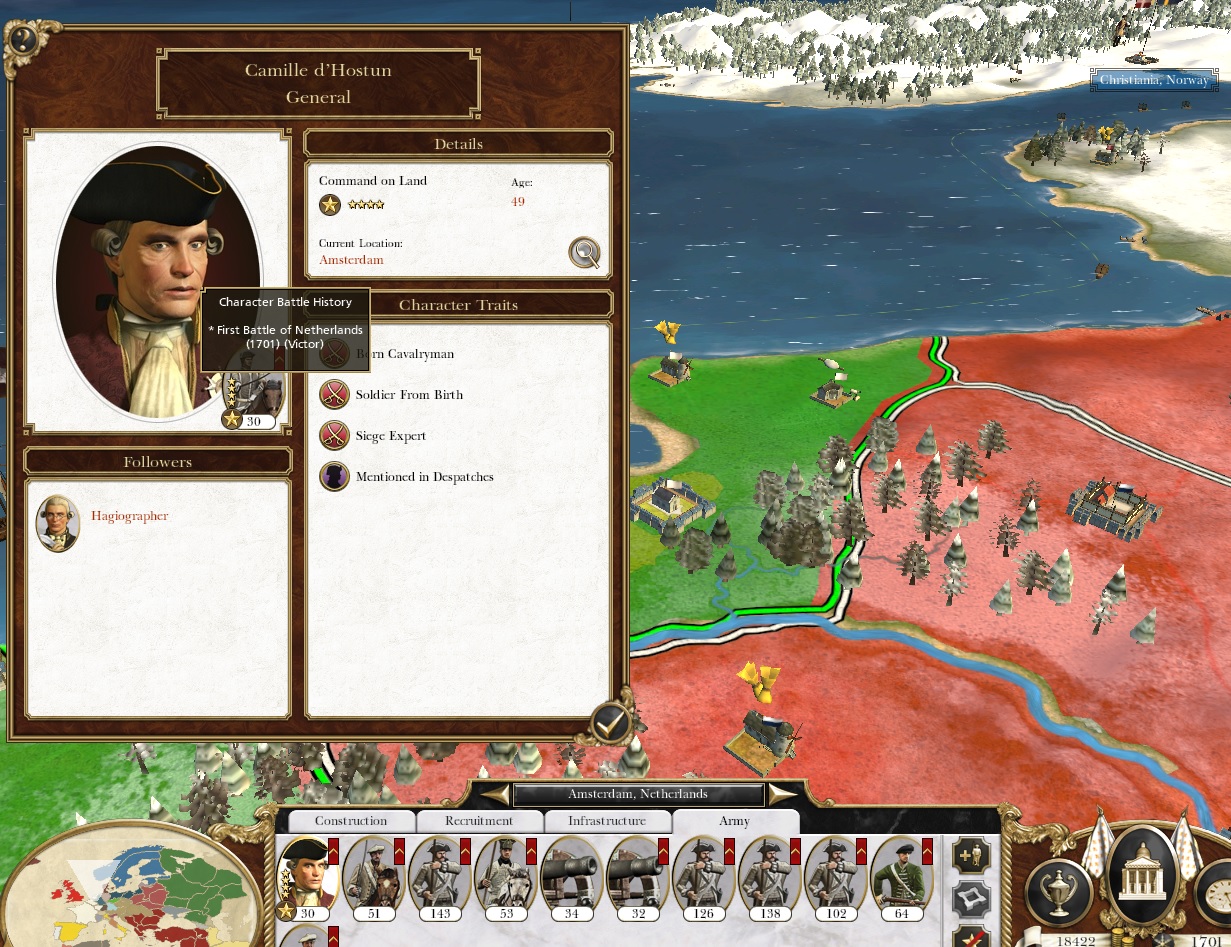 Camille d'Hostun
General
Details
Command on Land
Age:
49
Current Location:
Amsterdam
Character Battle History
* First Battle of Netherlands
(1701) (Victor)
Character Traits
Born Cavalryman
Soldier From Birth
Siege Expert
Mentioned in Despatches
30
Followers
Hagiographer
Christiania, Norway
Amsterdam, Netherlands
Construction
Recruitment
Infrastructure
Army
30
51
143
53
34
32
126
138
102
64
18422
1701